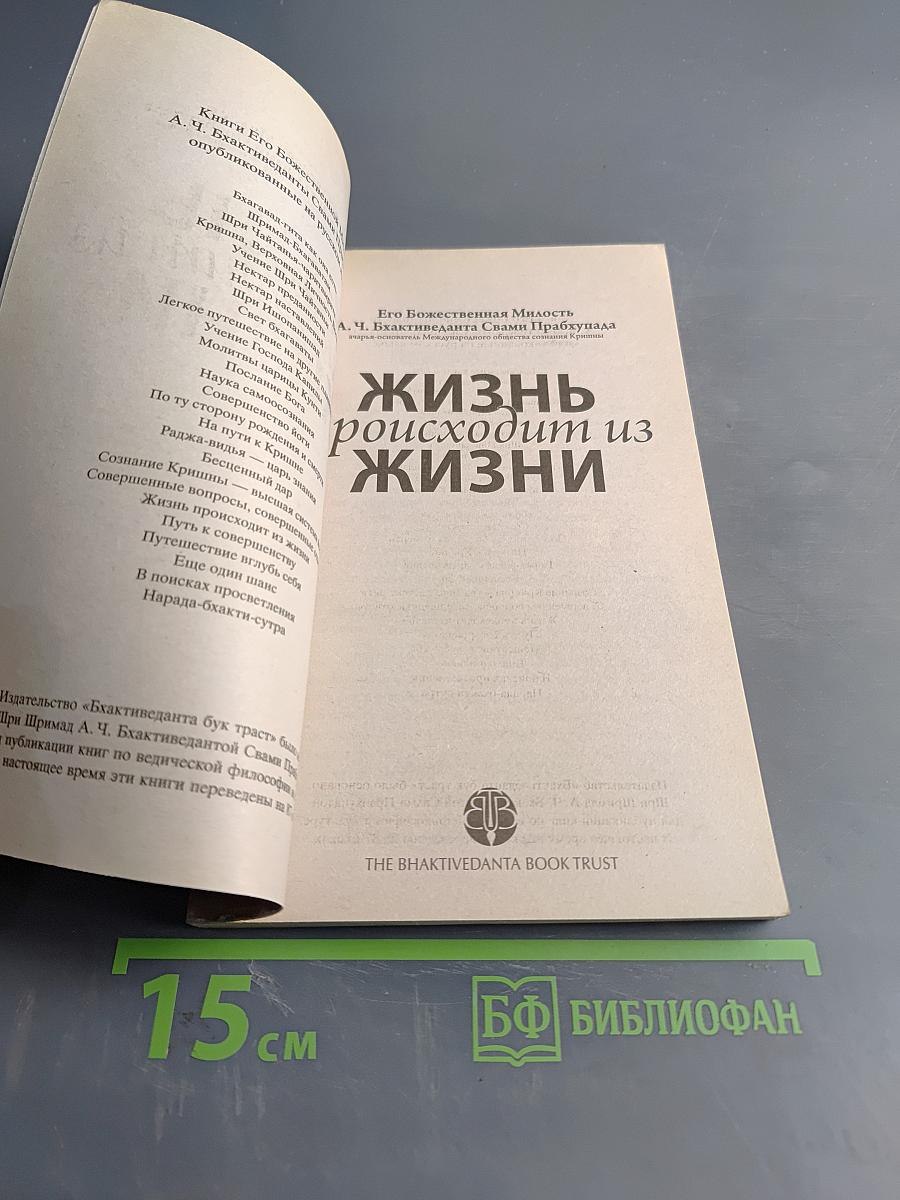 Книги Его Божественной
А. Ч. Бхактиведанты Свами
опубликованные на
Бхагавад-гита как она
Шримад-Бхагаватам
Шри Чайтанья-чаритамрита
Кришна, Верховная Личность
Учение Шри Чайтаньи
Нектар преданности
Нектар наставлений
Шри Ишопанишад
Свет бхагаваты
Легкое путешествие на другие
Учение Господа Капилы
Молитвы царицы Кунти
Послание Бога
Наука самоосознания
Совершенство йоги
По ту сторону рождения и смерти
На пути к Кришне
Раджа-видья — царь знания
Бесценный дар
Сознание Кришны — высшая система
Совершенные вопросы, совершенные
Жизнь происходит из жизни
Путь к совершенству
Путешествие вглубь себя
Еще один шанс
В поисках просветления
Нарада-бхакти-сутра
Издательство «Бхактиведанта бук траст»
Шри Шримад А. Ч. Бхактиведантой Свами
публикации книг по ведической философии
настоящее время эти книги переведены на
Его Божественная Милость
А. Ч. Бхактиведанта Свами Прабхупада
ачарья-основатель Международного общества сознания Кришны
ЖИЗНЬ
роисходит из
ЖИЗНИ
THE BHAKTIVEDANTA BOOK TRUST
15 см
БФ БИБЛИОФАН